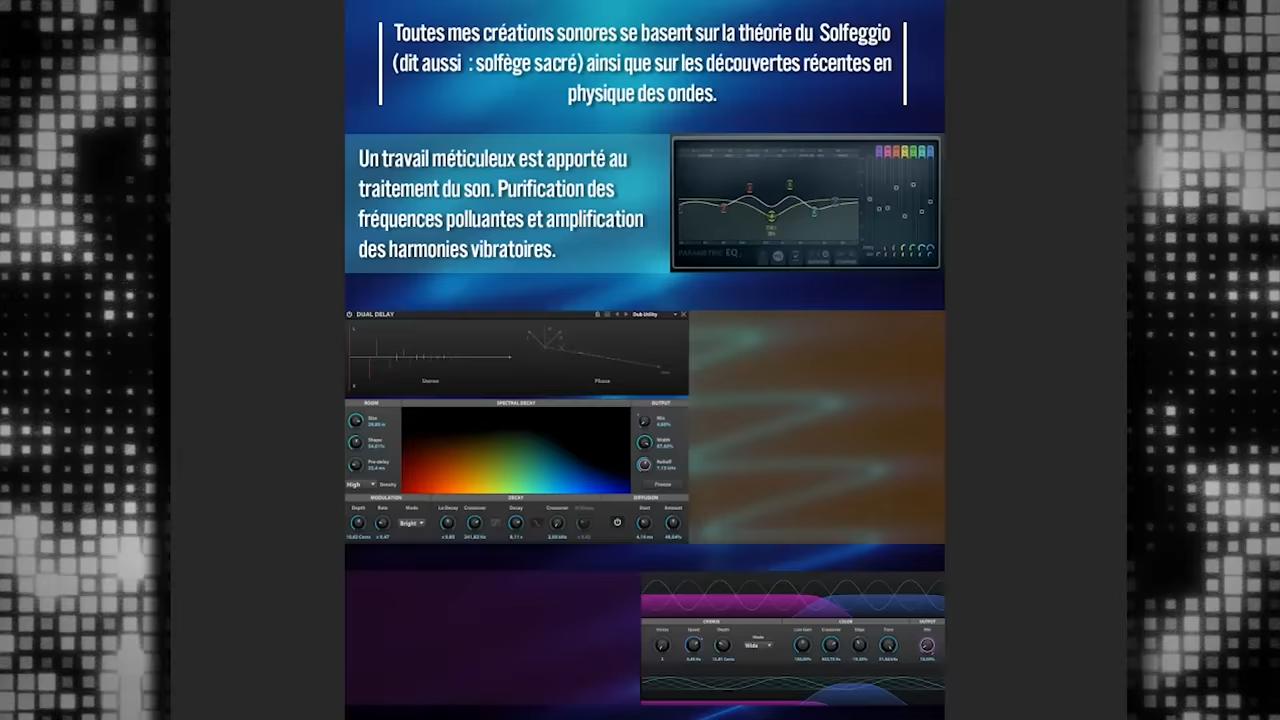 Toutes mes créations sonores se basent sur la théorie du Solfeggio
(dit aussi : solfège sacré) ainsi que sur les découvertes récentes en
physique des ondes.
Un travail méticuleux est apporté au
traitement du son. Purification des
fréquences polluantes et amplification
des harmonies vibratoires.
PARAMETRIC EQ
DUAL DELAY
Dub Utility
Stereo
Phase
ROOM
SPECTRAL DECAY
OUTPUT
Size
Mix
Shape
Width
Pre-delay
Rolloff
High
Density
Freeze
MODULATION
DECAY
DIFFUSION
Depth Rate Mode Lo Decay Crossover Decay Crossover Start Amount
Bright
CHORUS
COLOR
OUTPUT
Voices Speed Depth Mode Low Gain Crossover Edge Tone Mix
Wide